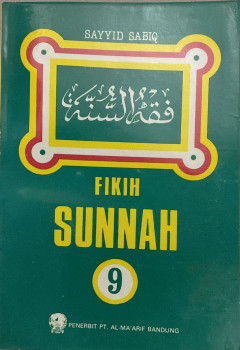 SAYYID SABIQ
فقه السنة
FIKIH
SUNNAH
9
PENERBIT PT. AL-MA'ARIF BANDUNG